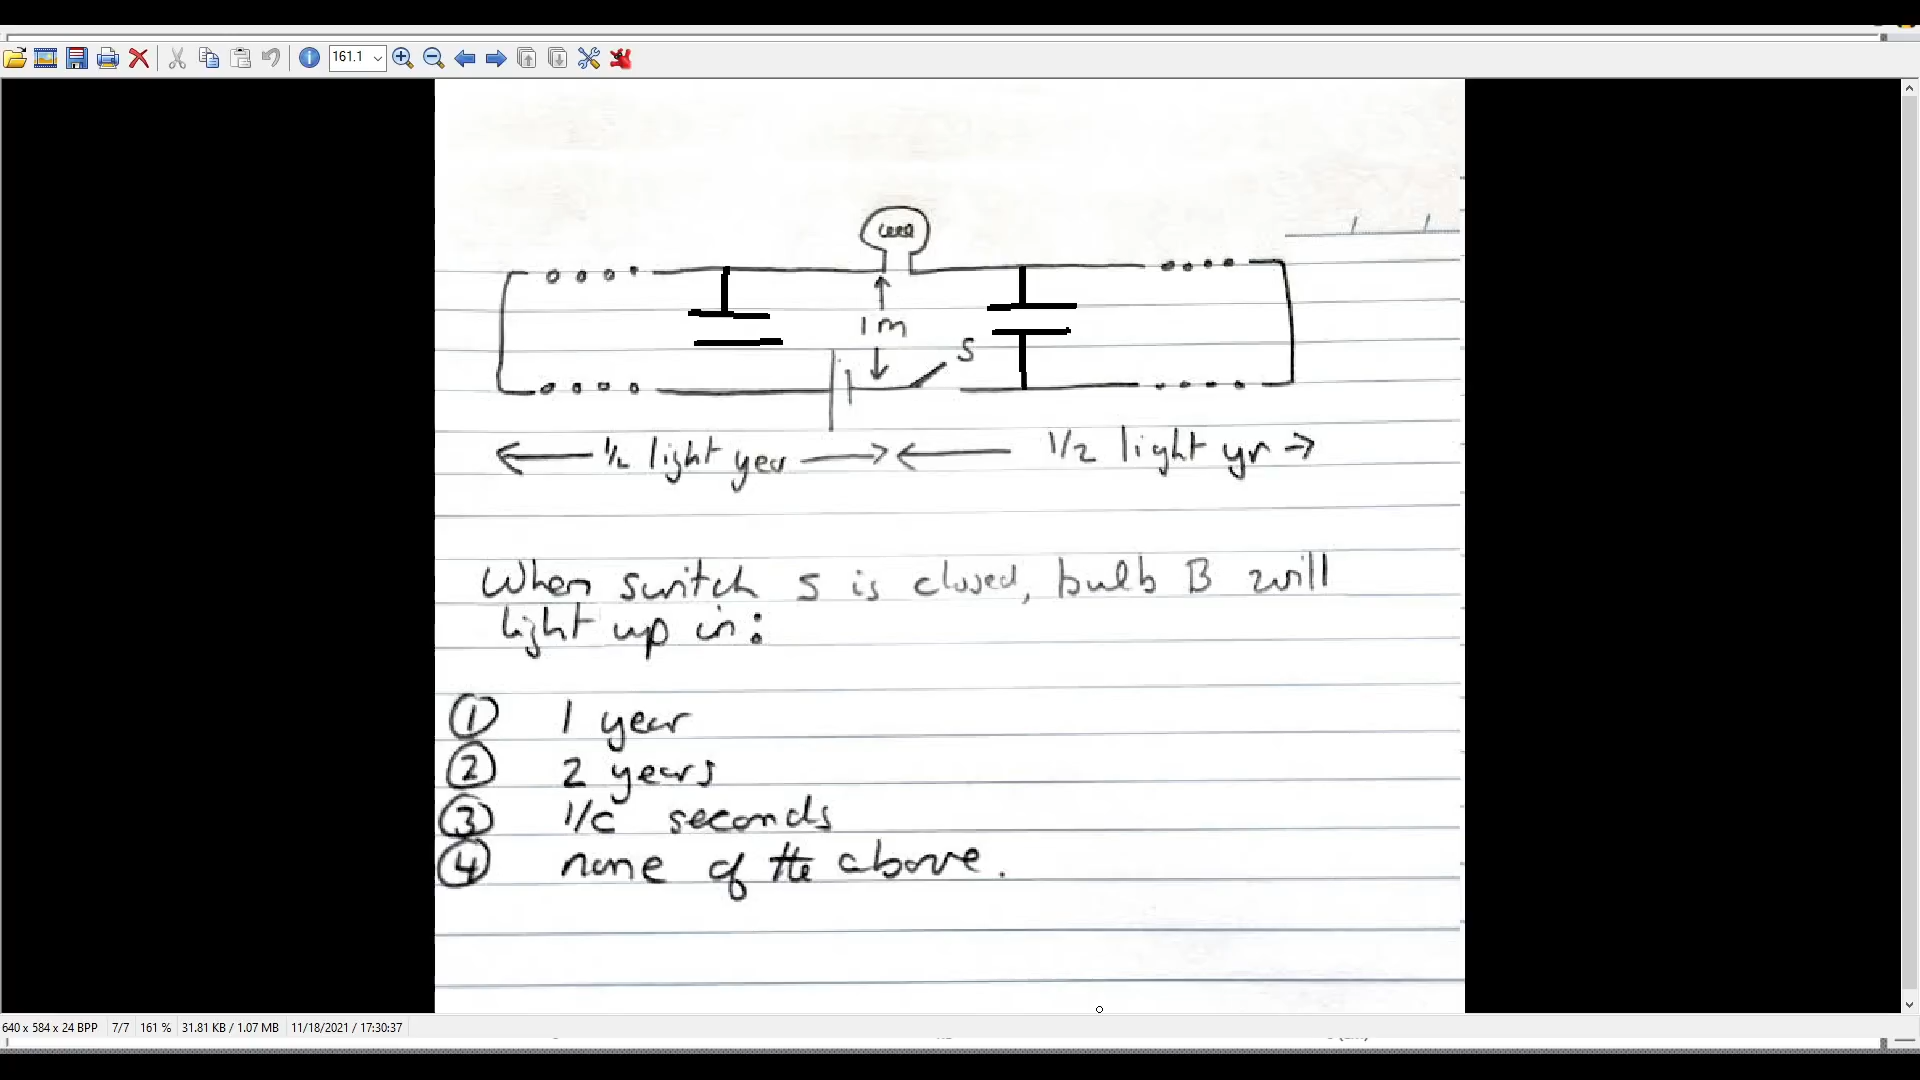 161.1
1 m
S
1/2 light year
1/2 light yr
When switch S is closed, bulb B will
light up in:
1 1 year
2 2 years
3 1/c seconds
4 none of the above.
640 x 584 x 24 BPP 7/7 161 % 31.81 KB / 1.07 MB 11/18/2021 / 17:30:37